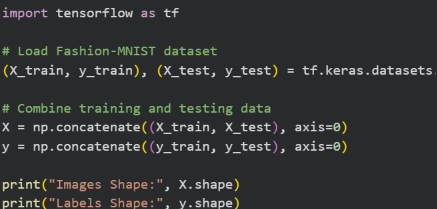 import tensorflow as tf
# Load Fashion-MNIST dataset
(X_train, y_train), (X_test, y_test) = tf.keras.datasets.
# Combine training and testing data
X = np.concatenate((X_train, X_test), axis=0)
y = np.concatenate((y_train, y_test), axis=0)
print("Images Shape:", X.shape)
print("Labels Shape:", y.shape)